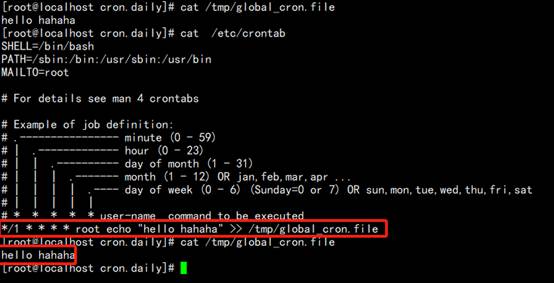 [root@localhost cron.daily]# cat /tmp/global_cron.file
hello hahaha
[root@localhost cron.daily]# cat  /etc/crontab
SHELL=/bin/bash
PATH=/sbin:/bin:/usr/sbin:/usr/bin
MAILTO=root

# For details see man 4 crontabs

# Example of job definition:
# .---------------- minute (0 - 59)
# |  .------------- hour (0 - 23)
# |  |  .---------- day of month (1 - 31)
# |  |  |  .------- month (1 - 12) OR jan,feb,mar,apr ...
# |  |  |  |  .---- day of week (0 - 6) (Sunday=0 or 7) OR sun,mon,tue,wed,thu,fri,sat
# |  |  |  |  |
# *  *  *  *  * user-name  command to be executed
*/1 * * * * root echo "hello hahaha" >> /tmp/global_cron.file
[root@localhost cron.daily]# cat /tmp/global_cron.file
hello hahaha
[root@localhost cron.daily]#